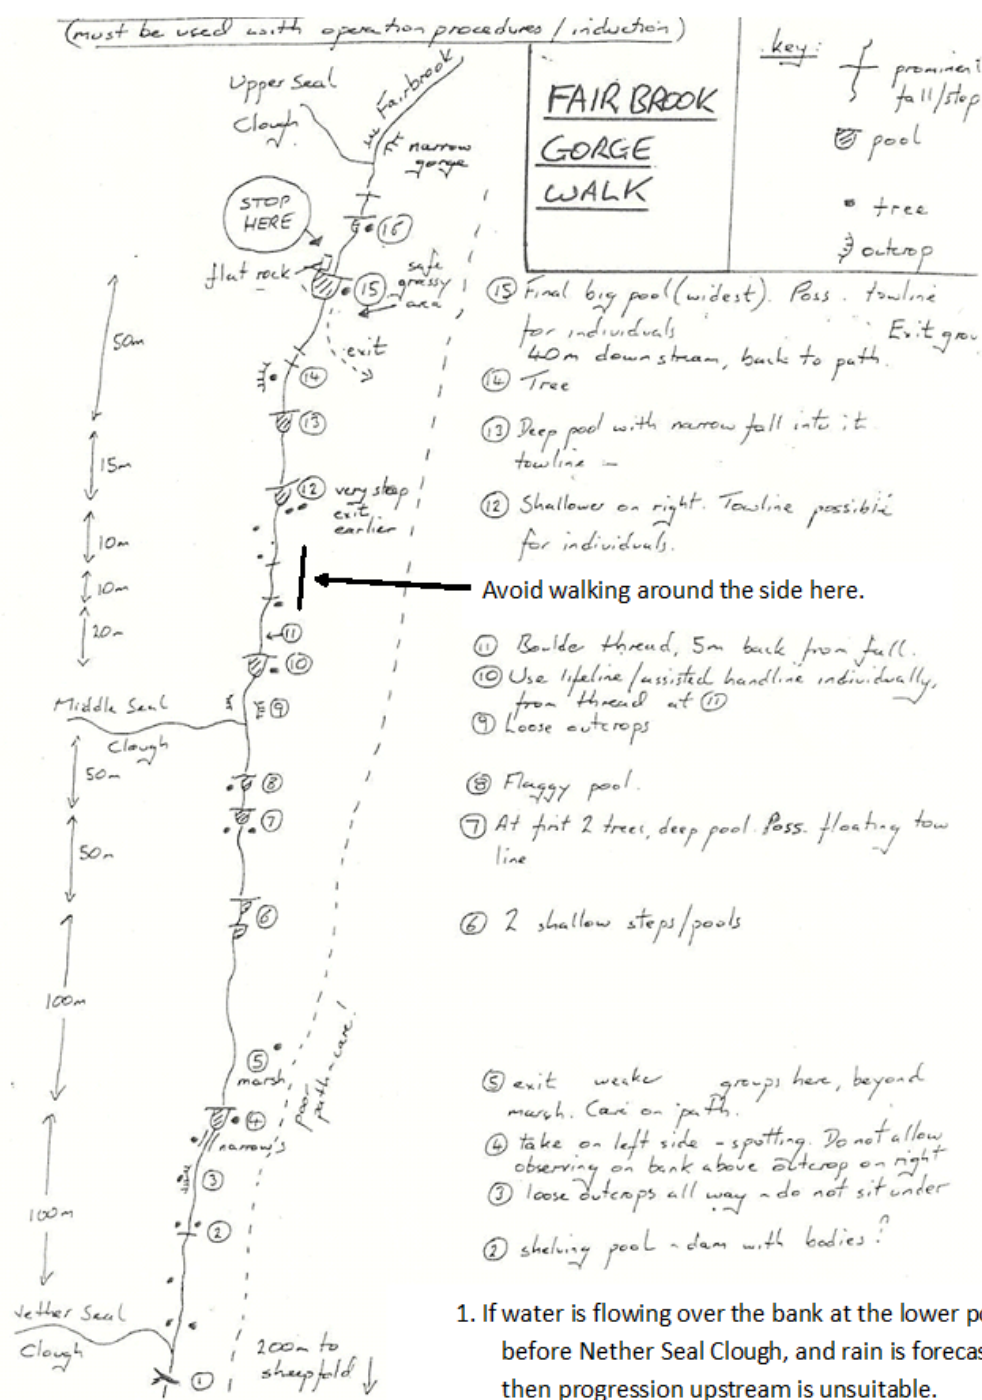 (must be used with operation procedures / induction)
FAIR BROOK
GORGE
WALK
key:
prominent
fall/step
pool
tree
outcrop
Upper Seal
Clough
Fairbrook
narrow
gorge
STOP
HERE
16
flat rock
15
safe
grassy
area
exit
50m
14
13
15m
12 very steep
exit
earlier
10m
10m
20m
11
10
Middle Seal
Clough
9
50m
8
7
50m
6
100m
5
marsh
poor
path - care!
4
narrow's
3
100m
2
Nether Seal
Clough
1
200m to
sheepfold
15 Final big pool (widest). Poss. towline
for individuals Exit grou
40m down stream, back to path.
14 Tree
13 Deep pool with narrow fall into it
towline -
12 Shallower on right. Towline possible
for individuals.
Avoid walking around the side here.
11 Boulder thread, 5m back from fall.
10 Use lifeline/assisted handline individually,
from thread at 11
9 Loose outcrops
8 Flaggy pool.
7 At first 2 trees, deep pool. Poss. floating tow
line
6 2 shallow steps/pools
5 exit weaker groups here, beyond
marsh. Care on path.
4 take on left side - spotting. Do not allow
observing on bank above outcrop on right
3 loose outcrops all way - do not sit under
2 shelving pool - dam with bodies?
1. If water is flowing over the bank at the lower po
before Nether Seal Clough, and rain is forecas
then progression upstream is unsuitable.